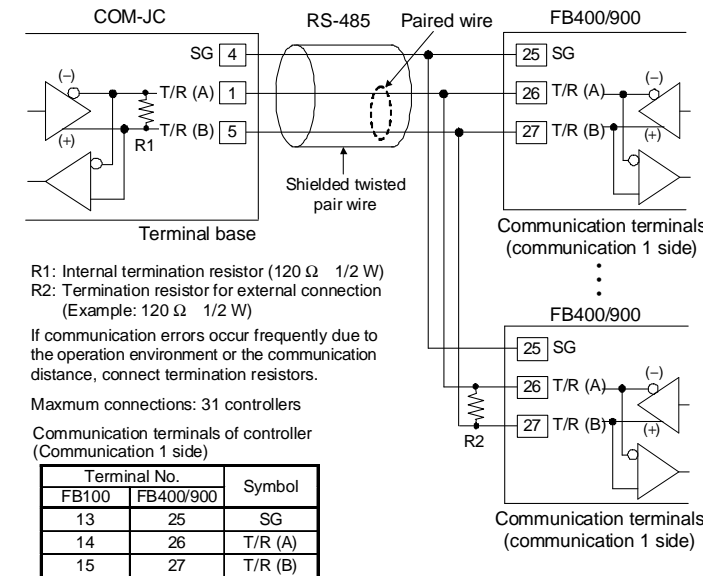 COM-JC
RS-485
Paired wire
FB400/900
SG 4
25 SG
(–)
T/R (A) 1
26 T/R (A)
(–)
T/R (B) 5
27 T/R (B)
(+)
R1
(+)
Shielded twisted
pair wire
Terminal base
Communication terminals
(communication 1 side)
R1: Internal termination resistor (120 Ω 1/2 W)
R2: Termination resistor for external connection
(Example: 120 Ω 1/2 W)
If communication errors occur frequently due to
the operation environment or the communication
distance, connect termination resistors.
Maxmum connections: 31 controllers
FB400/900
25 SG
26 T/R (A)
(–)
27 T/R (B)
(+)
R2
Communication terminals
(communication 1 side)
Communication terminals of controller
(Communication 1 side)
Terminal No. Symbol
FB100 FB400/900
13 25 SG
14 26 T/R (A)
15 27 T/R (B)